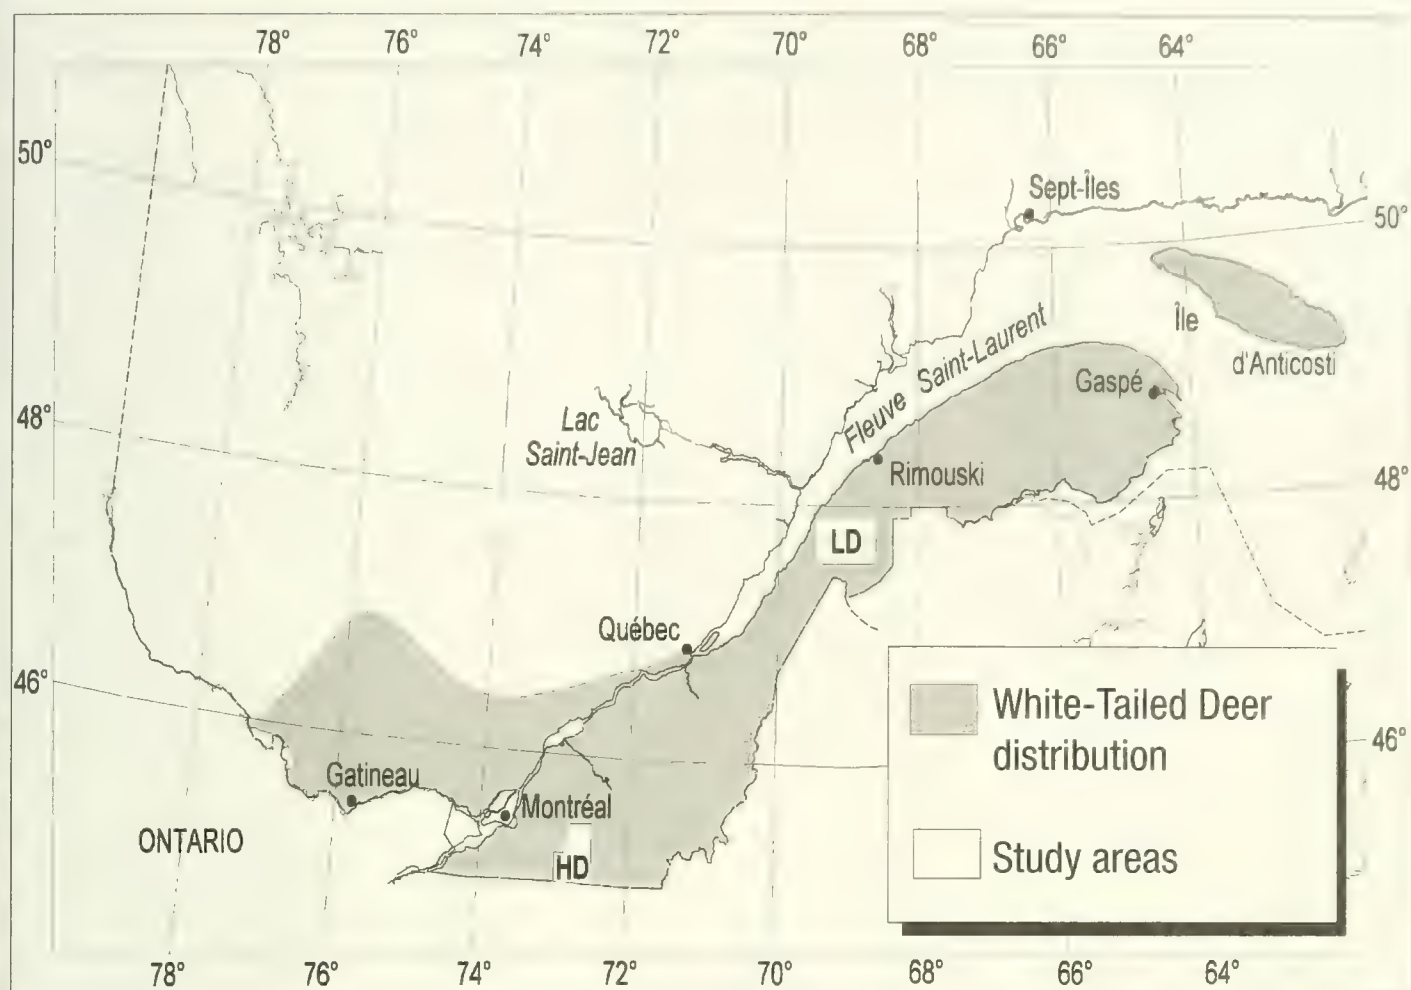 78° 76° 74° 72° 70° 68° 66° 64°
50°
Sept-Îles
50°
Île
d'Anticosti
Fleuve Saint-Laurent
Gaspé
48°
Lac
Saint-Jean
Rimouski
48°
LD
Québec
46°
White-Tailed Deer
distribution
46°
Gatineau
Montréal
ONTARIO
HD
Study areas
78° 76° 74° 72° 70° 68° 66° 64°